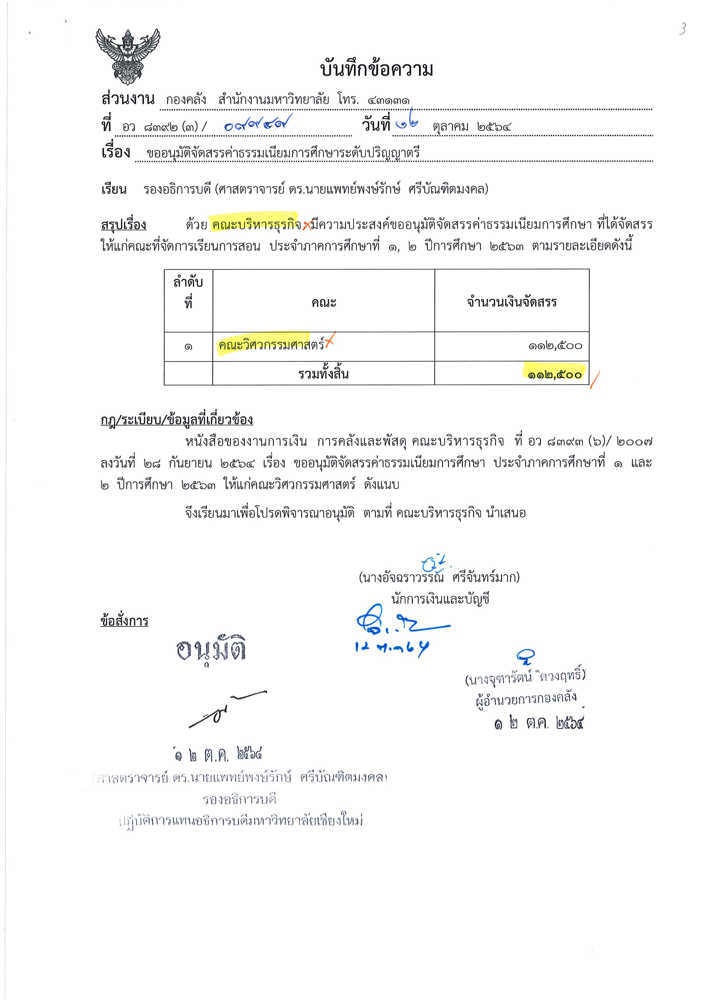 3
บันทึกข้อความ
ส่วนงาน กองคลัง สำนักงานมหาวิทยาลัย โทร. ๔๓๑๓๑
ที่ อว ๘๓๙๒ (๓) / ๐๙๙๔๙ วันที่ ๑๒ ตุลาคม ๒๕๖๔
เรื่อง ขออนุมัติจัดสรรค่าธรรมเนียมการศึกษาระดับปริญญาตรี
เรียน รองอธิการบดี (ศาสตราจารย์ ดร.นายแพทย์พงษ์รักษ์ ศรีบัณฑิตมงคล)
สรุปเรื่อง ด้วย คณะบริหารธุรกิจ มีความประสงค์ขออนุมัติจัดสรรค่าธรรมเนียมการศึกษา ที่ได้จัดสรร
ให้แก่คณะที่จัดการเรียนการสอน ประจำภาคการศึกษาที่ ๑, ๒ ปีการศึกษา ๒๕๖๓ ตามรายละเอียดดังนี้
ลำดับ
ที่ คณะ จำนวนเงินจัดสรร
๑ คณะวิศวกรรมศาสตร์ ๑๑๒,๕๐๐
รวมทั้งสิ้น ๑๑๒,๕๐๐
กฎ/ระเบียบ/ข้อมูลที่เกี่ยวข้อง
หนังสือของงานการเงิน การคลังและพัสดุ คณะบริหารธุรกิจ ที่ อว ๘๓๙๓ (๖)/ ๒๐๐๗
ลงวันที่ ๒๘ กันยายน ๒๕๖๔ เรื่อง ขออนุมัติจัดสรรค่าธรรมเนียมการศึกษา ประจำภาคการศึกษาที่ ๑ และ
๒ ปีการศึกษา ๒๕๖๓ ให้แก่คณะวิศวกรรมศาสตร์ ดังแนบ
จึงเรียนมาเพื่อโปรดพิจารณาอนุมัติ ตามที่ คณะบริหารธุรกิจ นำเสนอ
(นางอัจฉราวรรณ์ ศรีจันทร์มาก)
นักการเงินและบัญชี
ข้อสั่งการ
อนุมัติ
12 ต.ค 64
(นางจุฑารัตน์ ดวงฤทธิ์)
ผู้อำนวยการกองคลัง
๑ ๒ ต.ค. ๒๕๖๔
๑ ๒ ต.ค. ๒๕๖๔
(ศาสตราจารย์ ดร.นายแพทย์พงษ์รักษ์ ศรีบัณฑิตมงคล)
รองอธิการบดี
ปฏิบัติการแทนอธิการบดีมหาวิทยาลัยเชียงใหม่